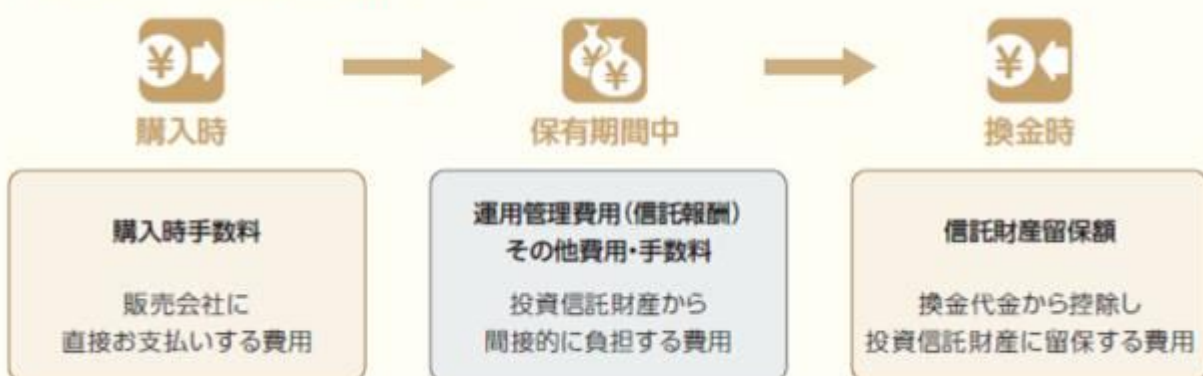 購入時
保有期間中
換金時
購入時手数料
販売会社に
直接お支払いする費用
運用管理費用(信託報酬)
その他費用・手数料
投資信託財産から
間接的に負担する費用
信託財産留保額
換金代金から控除し
投資信託財産に留保する費用